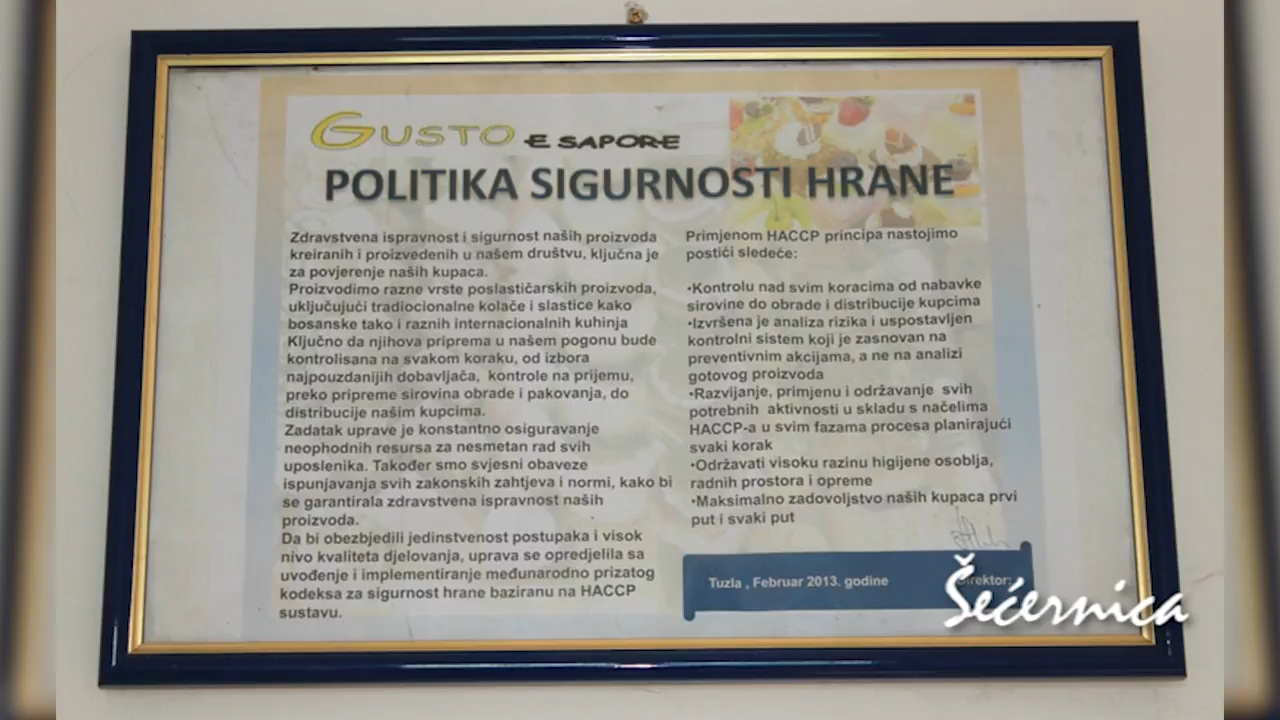 GUSTO E SAPORE
POLITIKA SIGURNOSTI HRANE
Zdravstvena ispravnost i sigurnost naših proizvoda
kreiranih i proizvedenih u našem društvu, ključna je
za povjerenje naših kupaca.
Proizvodimo razne vrste poslastičarskih proizvoda,
uključujući tradiocionalne kolače i slastice kako
bosanske tako i raznih internacionalnih kuhinja
Ključno da njihova priprema u našem pogonu bude
kontrolisana na svakom koraku, od izbora
najpouzdanijih dobavljača, kontrole na prijemu,
preko pripreme sirovina obrade i pakovanja, do
distribucije našim kupcima.
Zadatak uprave je konstantno osiguravanje
neophodnih resursa za nesmetan rad svih
uposlenika. Također smo svjesni obaveze
ispunjavanja svih zakonskih zahtjeva i normi, kako bi
se garantirala zdravstvena ispravnost naših
proizvoda.
Da bi obezbjedili jedinstvenost postupaka i visok
nivo kvaliteta djelovanja, uprava se opredjelila sa
uvođenje i implementiranje međunarodno prizatog
kodeksa za sigurnost hrane baziranu na HACCP
sustavu.
Primjenom HACCP principa nastojimo
postići sledeće:
•Kontrolu nad svim koracima od nabavke
sirovine do obrade i distribucije kupcima
•Izvršena je analiza rizika i uspostavljen
kontrolni sistem koji je zasnovan na
preventivnim akcijama, a ne na analizi
gotovog proizvoda
•Razvijanje, primjenu i održavanje svih
potrebnih aktivnosti u skladu s načelima
HACCP-a u svim fazama procesa planirajući
svaki korak
•Održavati visoku razinu higijene osoblja,
radnih prostora i opreme
•Maksimalno zadovoljstvo naših kupaca prvi
put i svaki put
Tuzla , Februar 2013. godine Direktor:
Šećernica